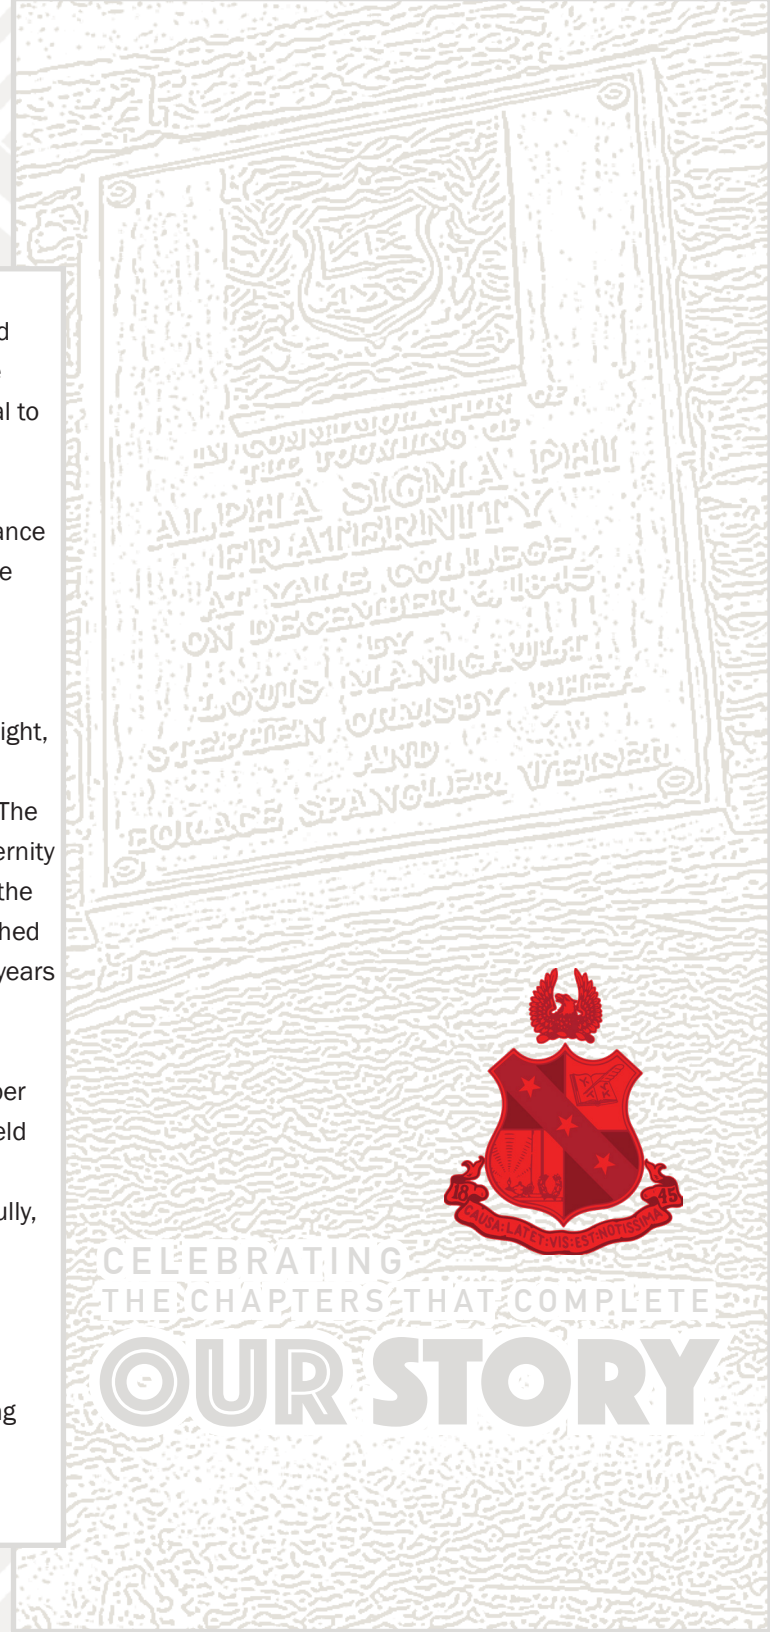 d
e
al to
ance
e
ight,
The
ernity
the
hed
years
ber
eld
ully,
ng
IN COMMEMORATION OF
THE FOUNDING OF
ALPHA SIGMA PHI
FRATERNITY
AT YALE COLLEGE
ON DECEMBER 6, 1845
BY
LOUIS MANIGAULT
STEPHEN ORMSBY RHEA
AND
HORACE SPANGLER WEISER
18 45
CAUSA·LATET·VIS·EST·NOTISSIMA
CELEBRATING
THE CHAPTERS THAT COMPLETE
OUR STORY